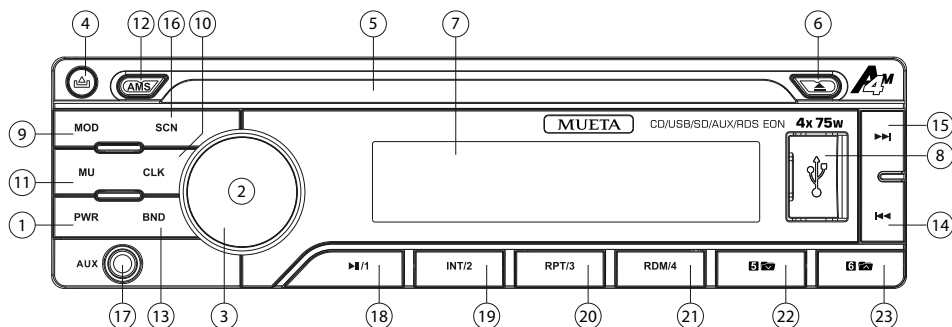 4 12 16 10 5 7 6
AMS A4M
9 MOD SCN MUETA CD/USB/SD/AUX/RDS EON 4x 75W 15
11 MU CLK 2 8
1 PWR BND 14
AUX ▶II/1 INT/2 RPT/3 RDM/4 5 6
17 13 3 18 19 20 21 22 23